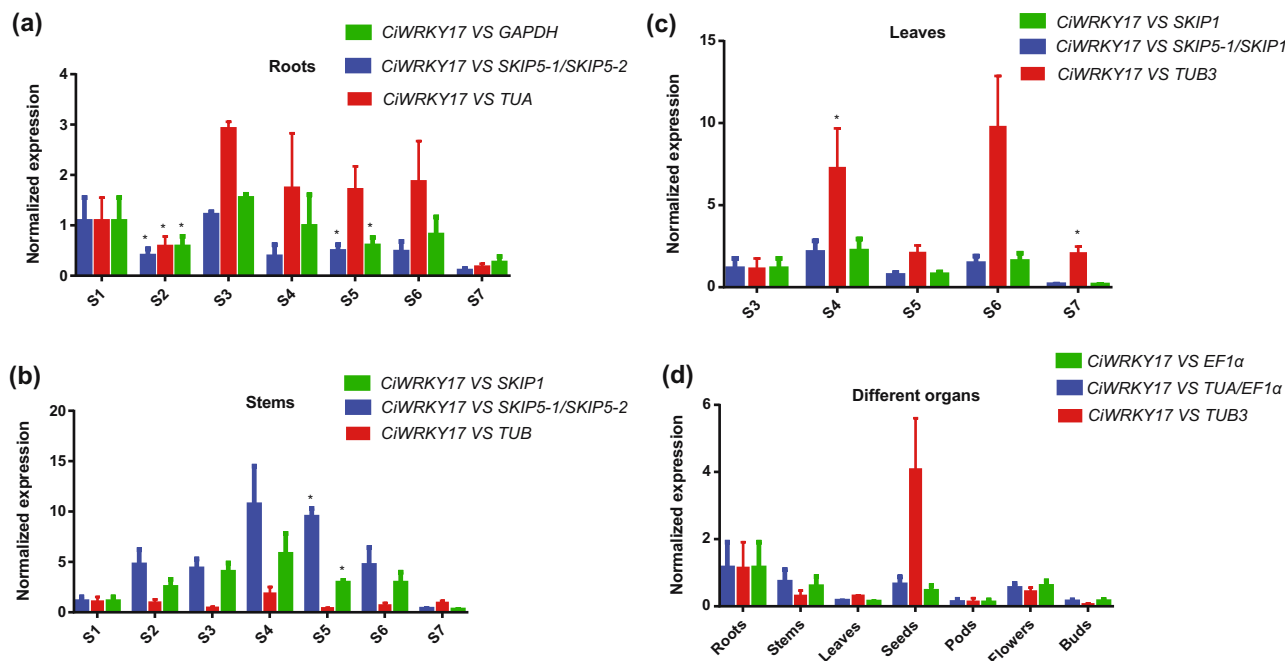 (a)
CiWRKY17 VS GAPDH
CiWRKY17 VS SKIP5-1/SKIP5-2
CiWRKY17 VS TUA
Roots
Normalized expression
4
3
2
1
0
* * *
* *
S1 S2 S3 S4 S5 S6 S7
(b)
CiWRKY17 VS SKIP1
CiWRKY17 VS SKIP5-1/SKIP5-2
CiWRKY17 VS TUB
Stems
Normalized expression
20
15
10
5
0
*
*
S1 S2 S3 S4 S5 S6 S7
(c)
CiWRKY17 VS SKIP1
CiWRKY17 VS SKIP5-1/SKIP1
CiWRKY17 VS TUB3
Leaves
Normalized expression
15
10
5
0
*
*
S3 S4 S5 S6 S7
(d)
CiWRKY17 VS EF1α
CiWRKY17 VS TUA/EF1α
CiWRKY17 VS TUB3
Different organs
Normalized expression
6
4
2
0
Roots Stems Leaves Seeds Pods Flowers Buds